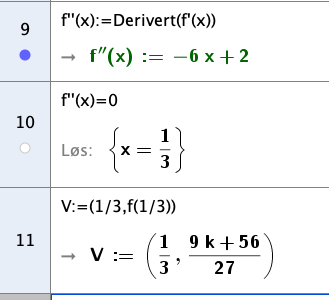 9
f''(x):=Derivert(f'(x))
→ f''(x) := −6 x + 2
10
f''(x)=0
Løs: {x = 1/3}
11
V:=(1/3,f(1/3))
→ V := (1/3, (9 k + 56)/27)